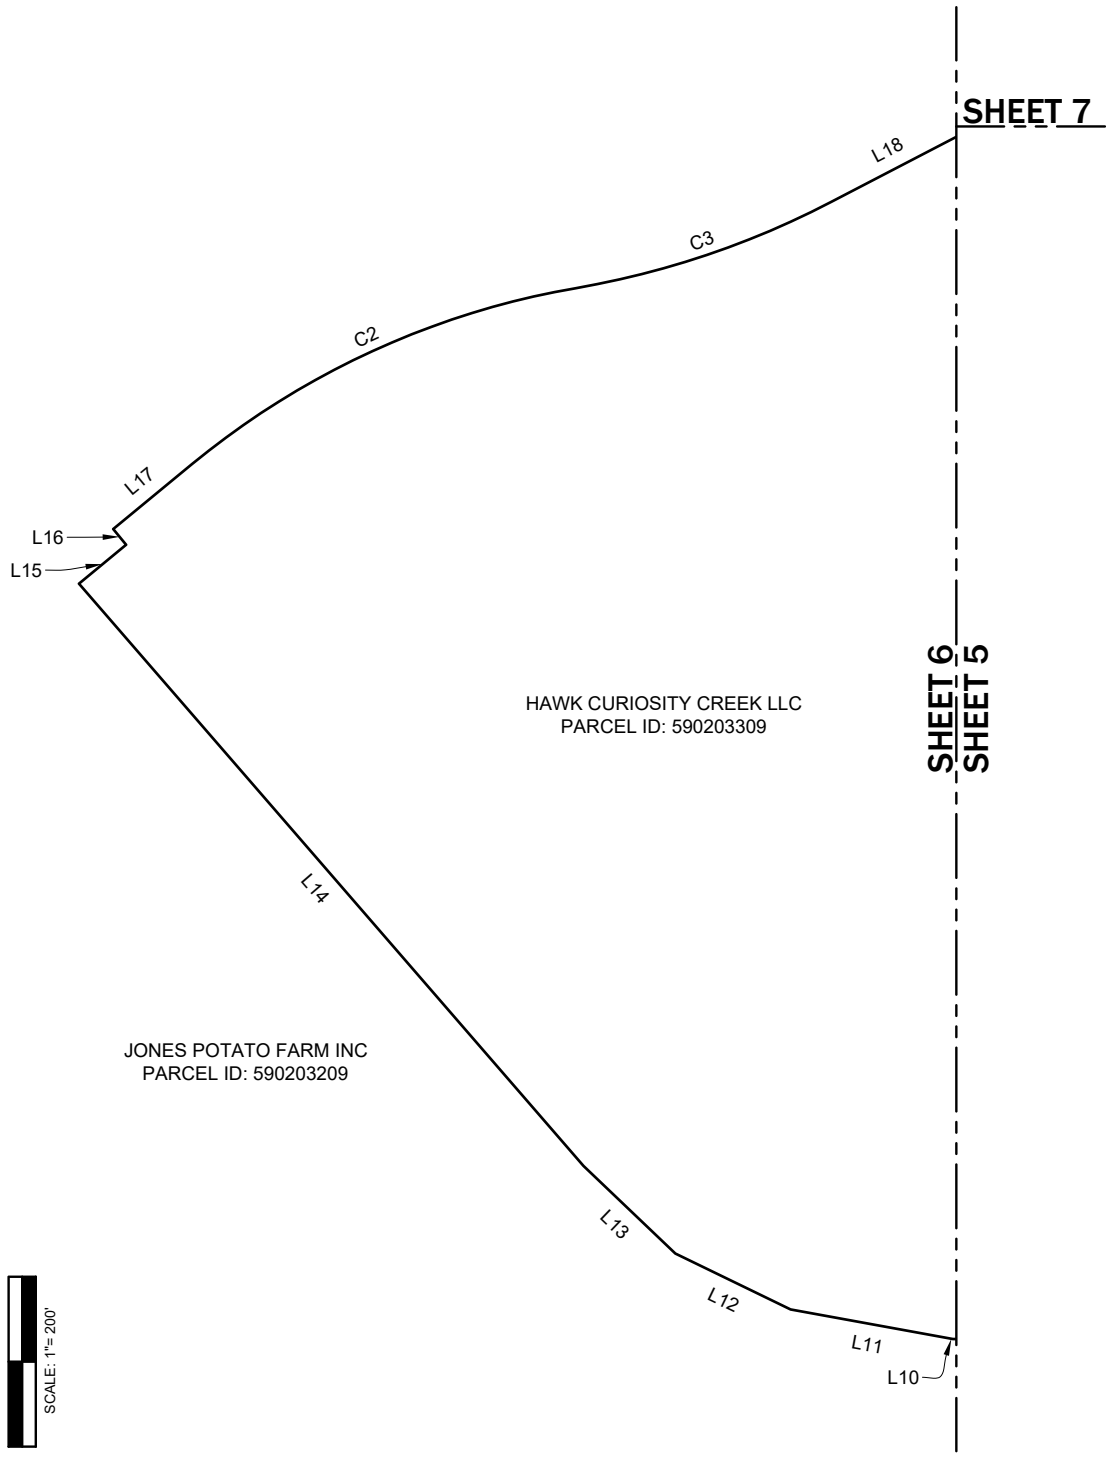 SHEET 7
L18
C3
C2
L17
L16
L15
SHEET 6
SHEET 5
HAWK CURIOSITY CREEK LLC
PARCEL ID: 590203309
L14
JONES POTATO FARM INC
PARCEL ID: 590203209
L13
L12
L11
L10
SCALE: 1"= 200'